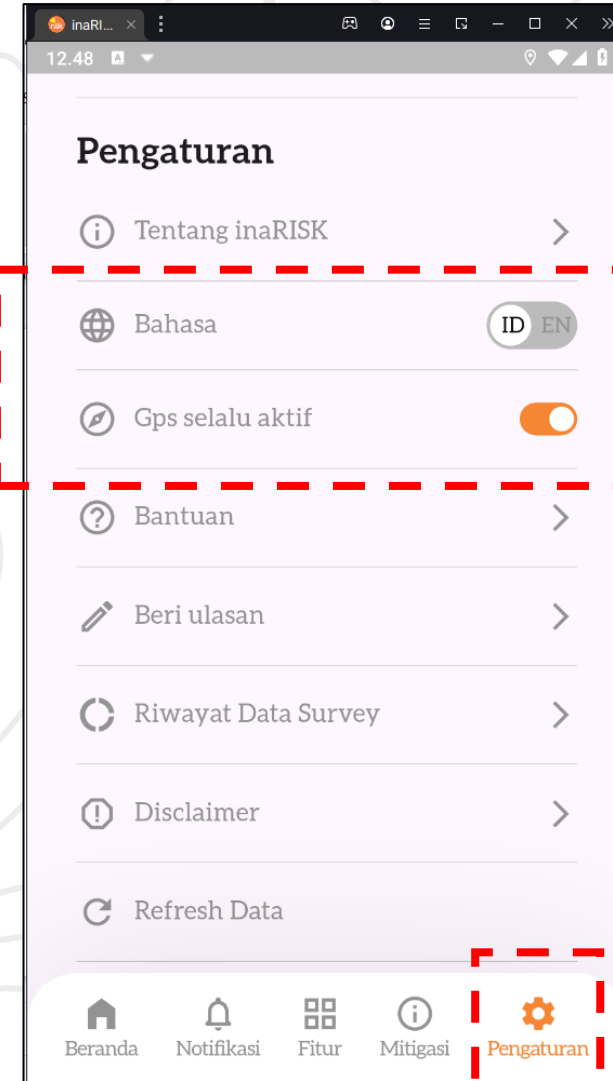 inaRI...
12.48
Pengaturan
Tentang inaRISK
Bahasa
ID EN
Gps selalu aktif
Bantuan
Beri ulasan
Riwayat Data Survey
Disclaimer
Refresh Data
Beranda Notifikasi Fitur Mitigasi Pengaturan